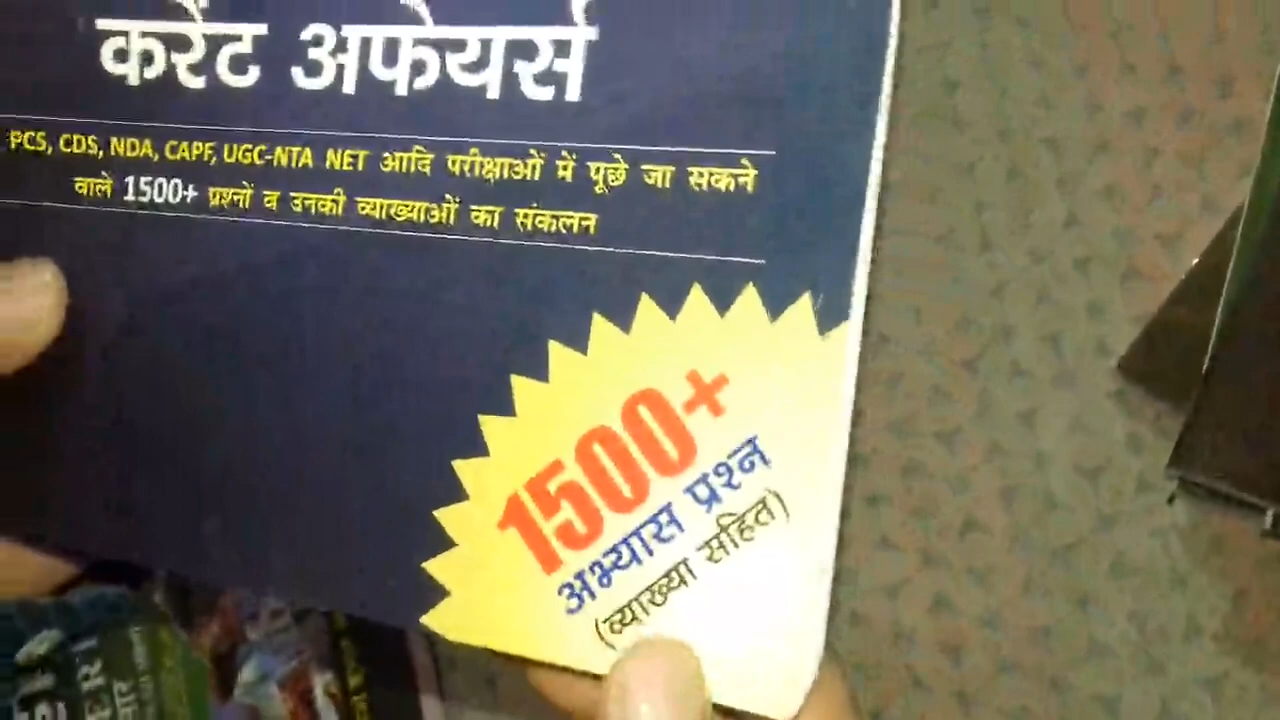 करेंट अफेयर्स
PCS, CDS, NDA, CAPF, UGC-NTA NET आदि परीक्षाओं में पूछे जा सकने
वाले 1500+ प्रश्नों व उनकी व्याख्याओं का संकलन
1500+
अभ्यास प्रश्न
(व्याख्या सहित)